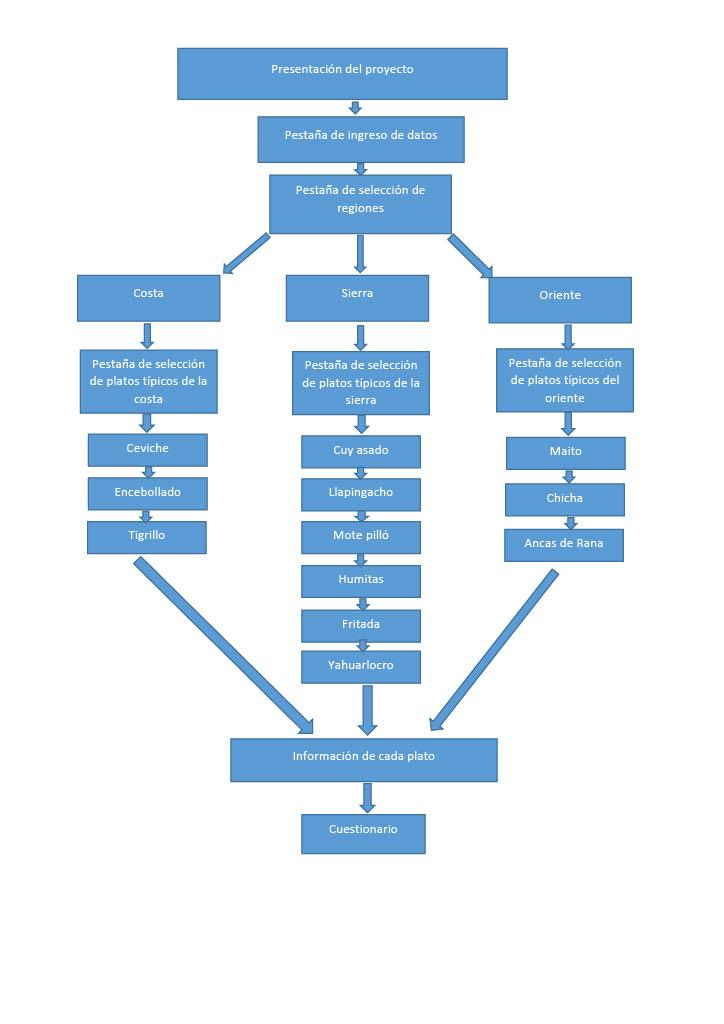 Presentación del proyecto
Pestaña de ingreso de datos
Pestaña de selección de
regiones
Costa
Sierra
Oriente
Pestaña de selección
de platos típicos de la
costa
Pestaña de selección
de platos típicos de la
sierra
Pestaña de selección
de platos típicos del
oriente
Ceviche
Encebollado
Tigrillo
Cuy asado
Llapingacho
Mote pilló
Humitas
Fritada
Yahuarlocro
Maito
Chicha
Ancas de Rana
Información de cada plato
Cuestionario